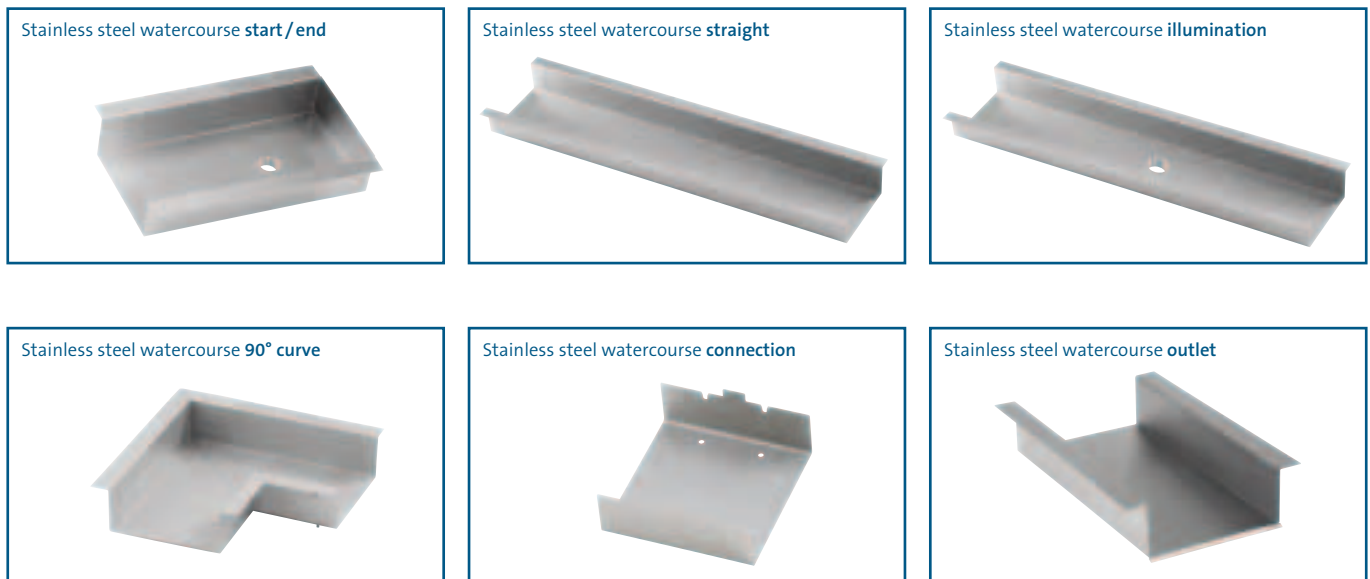 Stainless steel watercourse start / end
Stainless steel watercourse straight
Stainless steel watercourse illumination
Stainless steel watercourse 90° curve
Stainless steel watercourse connection
Stainless steel watercourse outlet